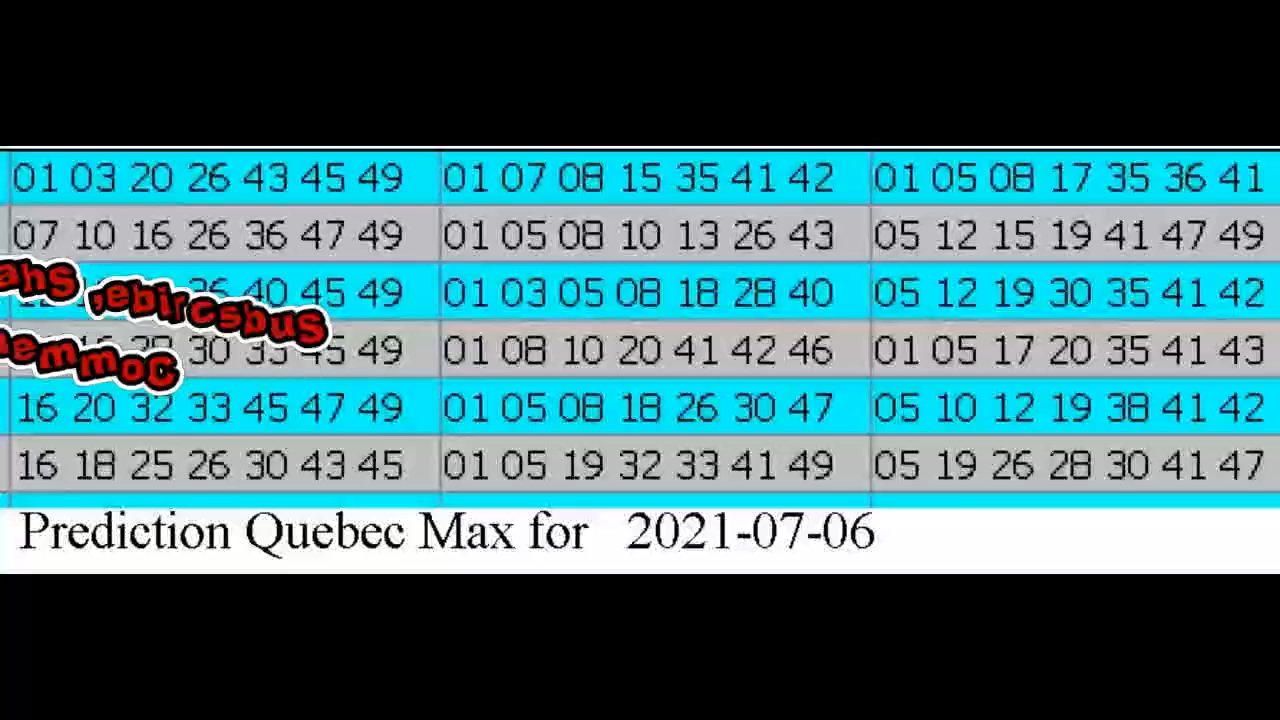 01 03 20 26 43 45 49 01 07 08 15 35 41 42 01 05 08 17 35 36 41
07 10 16 26 36 47 49 01 05 08 10 13 26 43 05 12 15 19 41 47 49
40 45 49 01 03 05 08 18 28 40 05 12 19 30 35 41 42
Subscribe,
30 33 45 49 01 08 10 20 41 42 46 01 05 17 20 35 41 43
16 20 32 33 45 47 49 01 05 08 18 26 30 47 05 10 12 19 38 41 42
16 18 25 26 30 43 45 01 05 19 32 33 41 49 05 19 26 28 30 41 47
Prediction Quebec Max for 2021-07-06